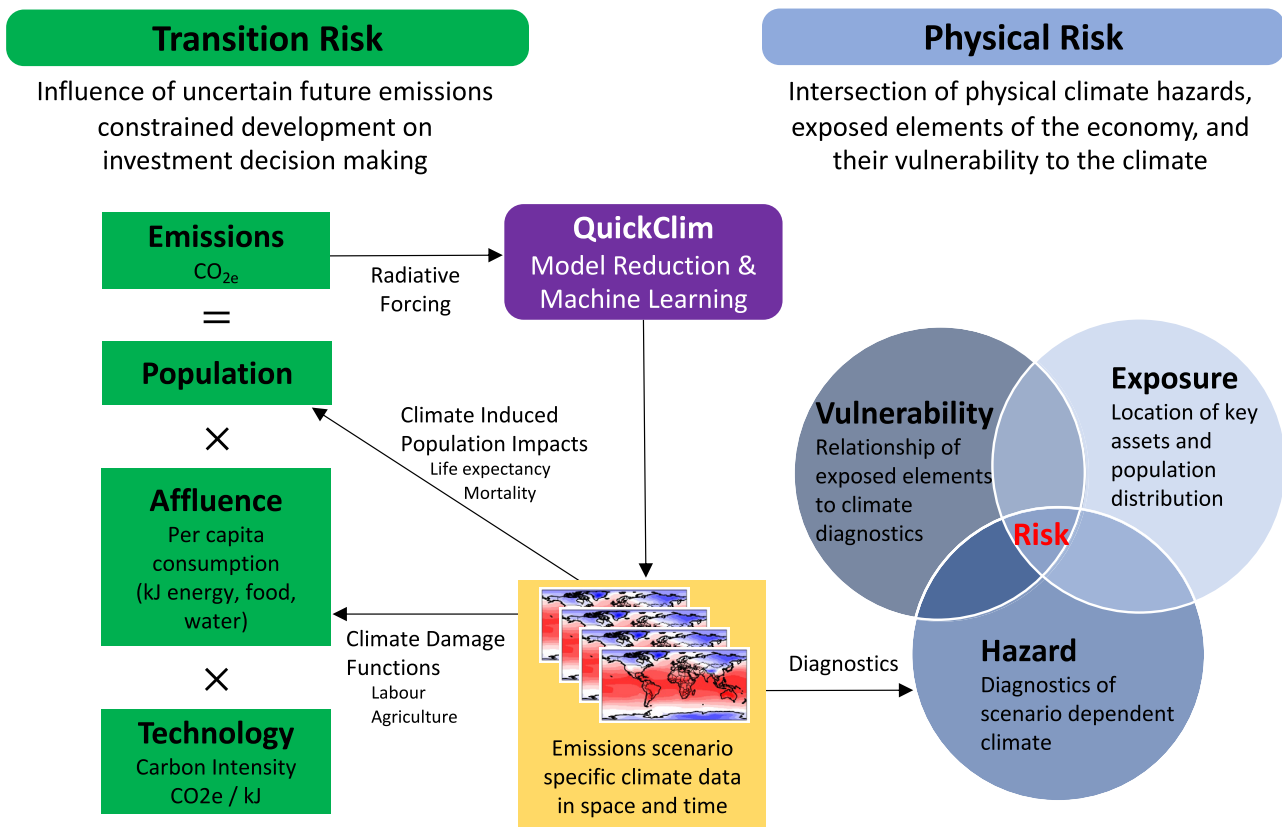 Transition Risk
Influence of uncertain future emissions
constrained development on
investment decision making
Physical Risk
Intersection of physical climate hazards,
exposed elements of the economy, and
their vulnerability to the climate
Emissions
CO2e
=
Population
×
Affluence
Per capita
consumption
(kJ energy, food,
water)
×
Technology
Carbon Intensity
CO2e / kJ
Radiative
Forcing
QuickClim
Model Reduction &
Machine Learning
Climate Induced
Population Impacts
Life expectancy
Mortality
Climate Damage
Functions
Labour
Agriculture
Emissions scenario
specific climate data
in space and time
Diagnostics
Vulnerability
Relationship of
exposed elements
to climate
diagnostics
Exposure
Location of key
assets and
population
distribution
Risk
Hazard
Diagnostics of
scenario dependent
climate